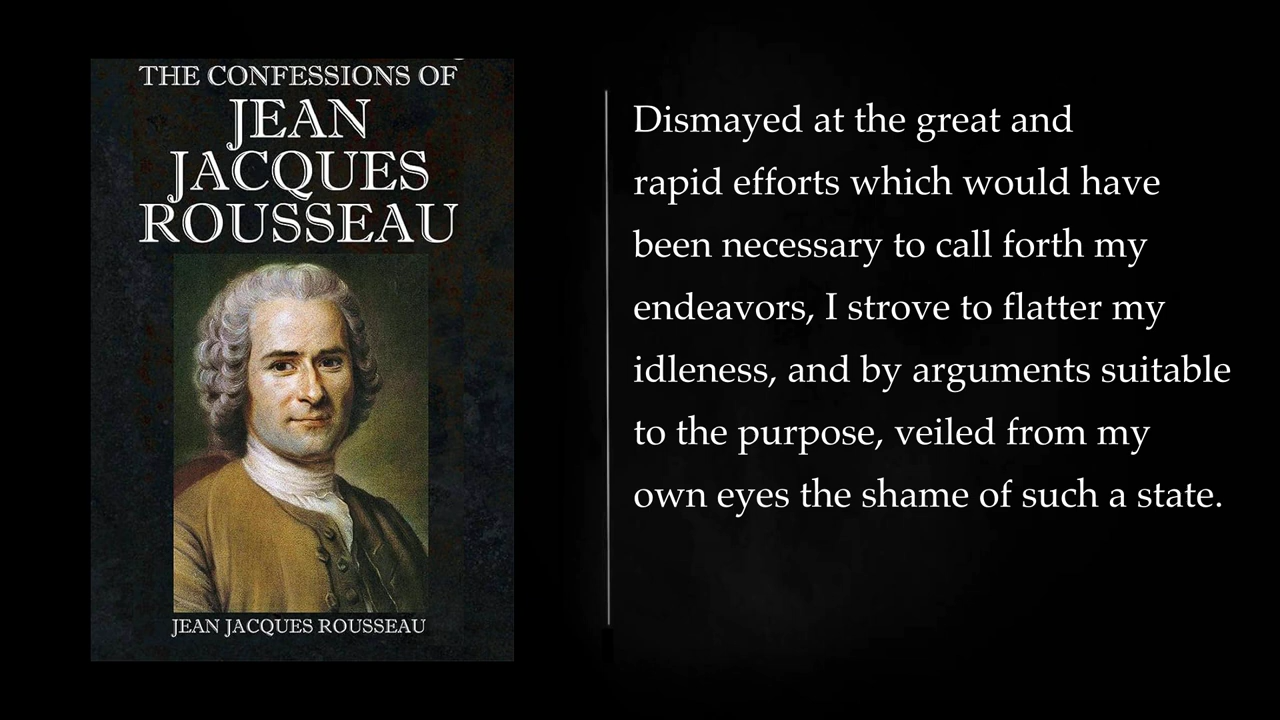 THE CONFESSIONS OF
JEAN
JACQUES
ROUSSEAU
JEAN JACQUES ROUSSEAU
Dismayed at the great and
rapid efforts which would have
been necessary to call forth my
endeavors, I strove to flatter my
idleness, and by arguments suitable
to the purpose, veiled from my
own eyes the shame of such a state.